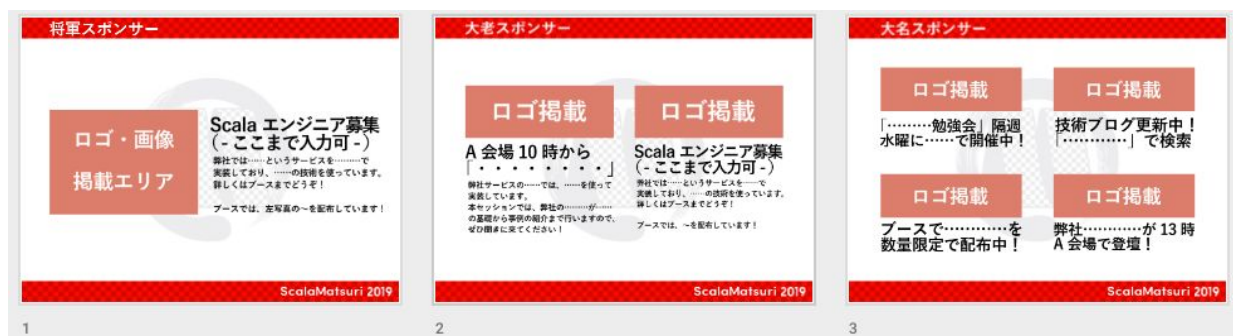 将軍スポンサー
ロゴ・画像
掲載エリア
Scala エンジニア募集
(- ここまで入力可 -)
弊社では……というサービスを………で
実装しており、……の技術を使っています。
詳しくはブースまでどうぞ！
ブースでは、左写真の～を配布しています！
ScalaMatsuri 2019
1
大老スポンサー
ロゴ掲載
A 会場 10 時から
「・・・・・・・・」
弊社サービスの……では、……を使って
実装しています。
本セッションでは、弊社の………が……
の基礎から事例の紹介まで行いますので、
ぜひ聞きに来てください！
ロゴ掲載
Scala エンジニア募集
(- ここまで入力可 -)
弊社では……というサービスを……で
実装しており、……の技術を使っています。
詳しくはブースまでどうぞ！
ブースでは、～を配布しています！
ScalaMatsuri 2019
2
大名スポンサー
ロゴ掲載
「………勉強会」隔週
水曜に……で開催中！
ロゴ掲載
技術ブログ更新中！
「…………」で検索
ロゴ掲載
ブースで…………を
数量限定で配布中！
ロゴ掲載
弊社…………が 13 時
A 会場で登壇！
ScalaMatsuri 2019
3